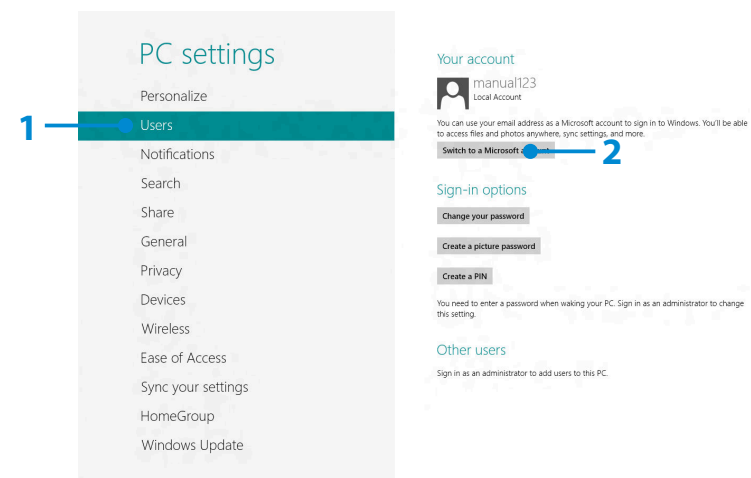 PC settings
Personalize
1
Users
Notifications
Search
Share
General
Privacy
Devices
Wireless
Ease of Access
Sync your settings
HomeGroup
Windows Update
Your account
manual123
Local Account
You can use your email address as a Microsoft account to sign in to Windows. You'll be able
to access files and photos anywhere, sync settings, and more.
Switch to a Microsoft
2
Sign-in options
Change your password
Create a picture password
Create a PIN
You need to enter a password when waking your PC. Sign in as an administrator to change
this setting.
Other users
Sign in as an administrator to add users to this PC.